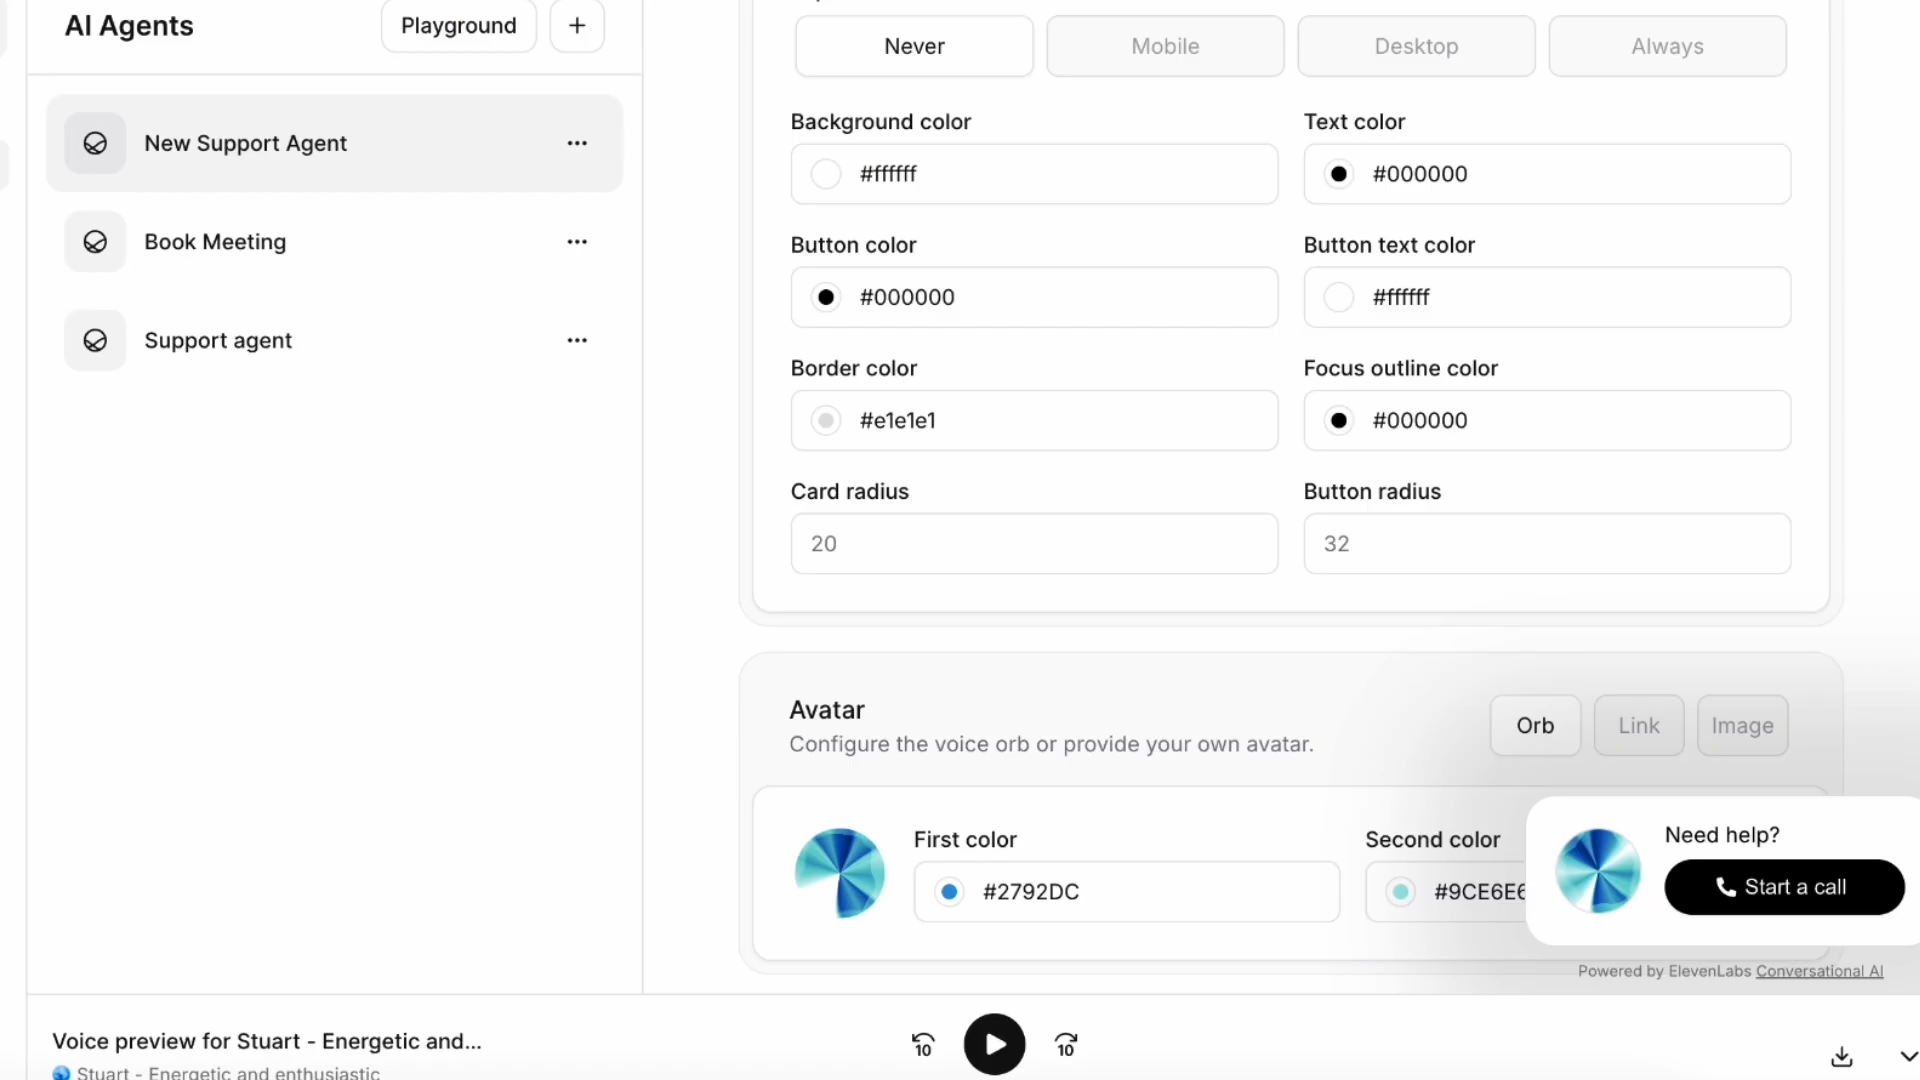 AI Agents
Playground
+
New Support Agent
Book Meeting
Support agent
Never
Mobile
Desktop
Always
Background color
Text color
#ffffff
#000000
Button color
Button text color
#000000
#ffffff
Border color
Focus outline color
#e1e1e1
#000000
Card radius
Button radius
20
32
Avatar
Configure the voice orb or provide your own avatar.
Orb
Link
Image
First color
Second color
#2792DC
#9CE6E6
Need help?
Start a call
Powered by ElevenLabs Conversational AI
Voice preview for Stuart - Energetic and...
Stuart - Energetic and enthusiastic
10
10